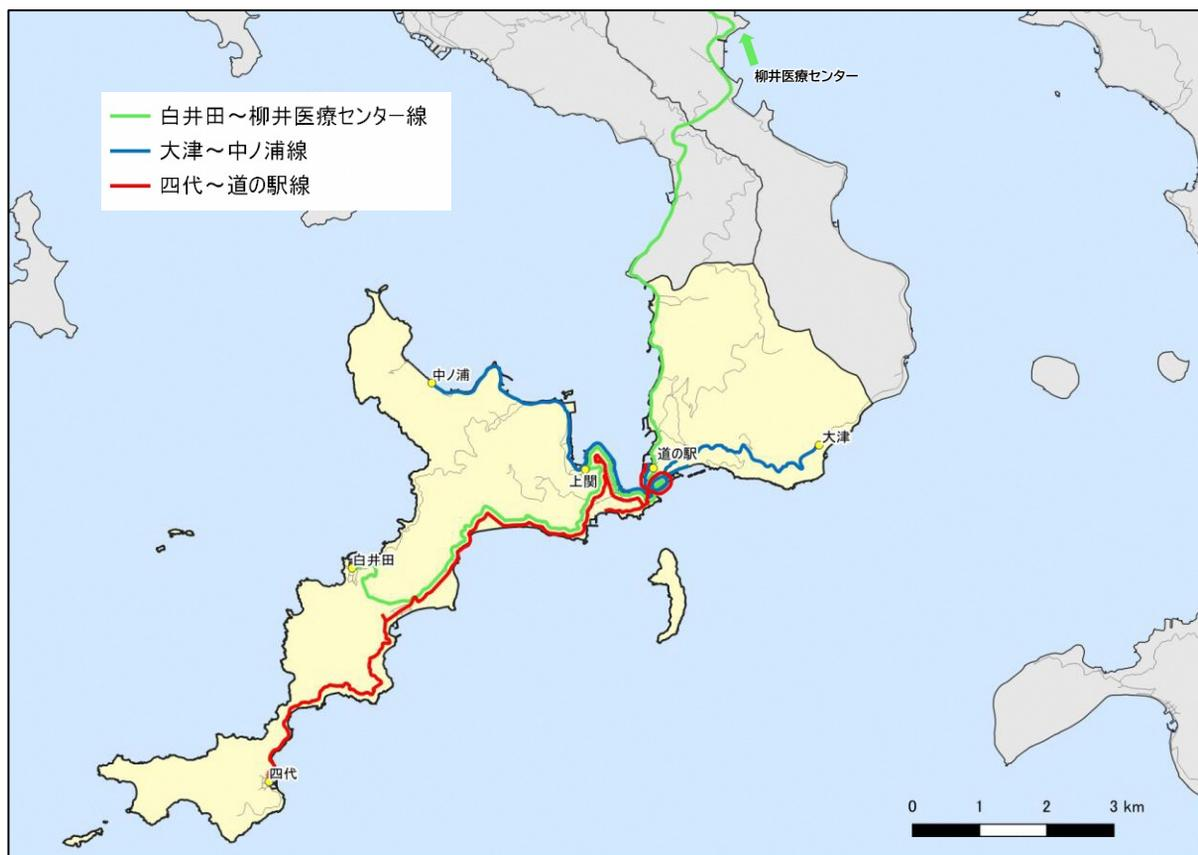 柳井医療センター
白井田～柳井医療センター線
大津～中ノ浦線
四代～道の駅線
中ノ浦
大津
道の駅
上関
白井田
四代
0 1 2 3 km